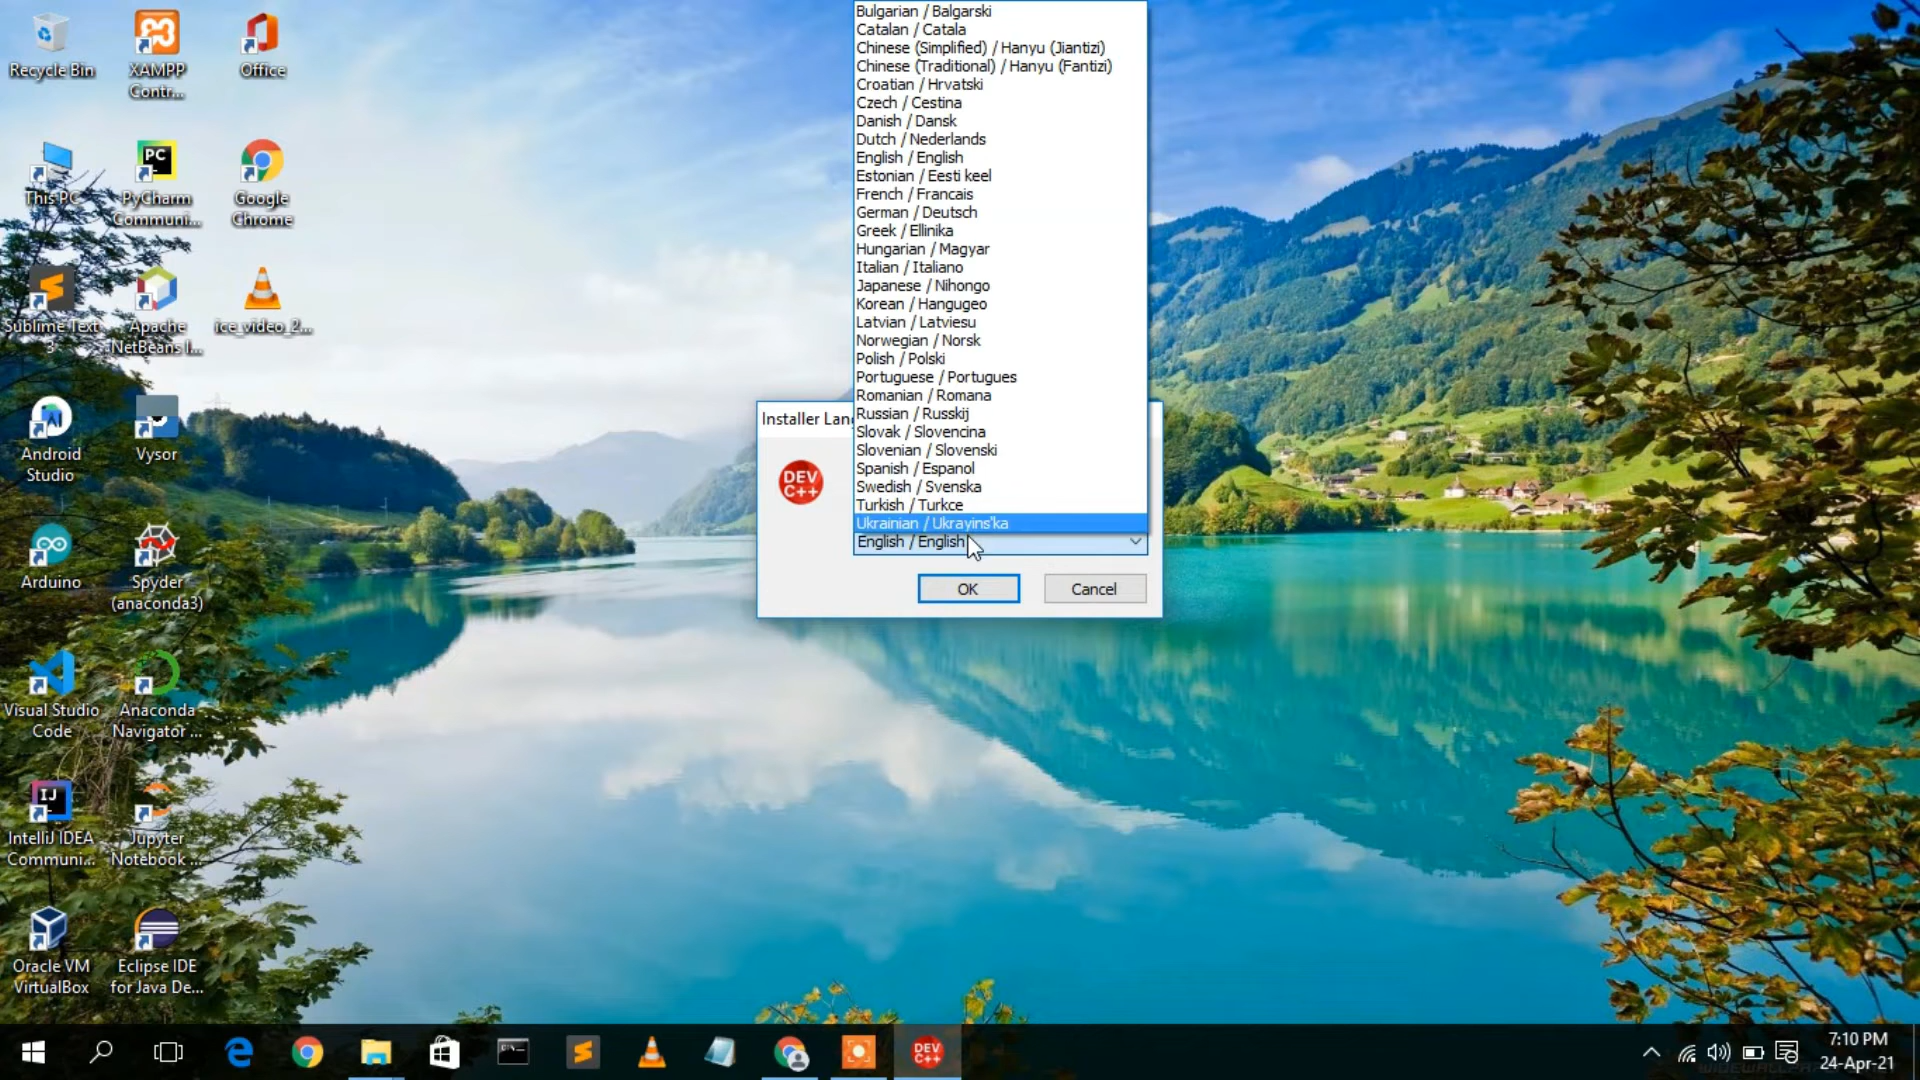 Recycle Bin
XAMPP
Contr...
Office
This PC
PC
PyCharm
Communi...
Google
Chrome
Sublime Text
3
Apache
NetBeans I...
ice_video_2...
Android
Studio
Vysor
Arduino
Spyder
(anaconda3)
Visual Studio
Code
Anaconda
Navigator ...
IJ
IntelliJ IDEA
Communi...
Jupyter
Notebook ...
Oracle VM
VirtualBox
Eclipse IDE
for Java De...
Bulgarian / Balgarski
Catalan / Catala
Chinese (Simplified) / Hanyu (Jiantizi)
Chinese (Traditional) / Hanyu (Fantizi)
Croatian / Hrvatski
Czech / Cestina
Danish / Dansk
Dutch / Nederlands
English / English
Estonian / Eesti keel
French / Francais
German / Deutsch
Greek / Ellinika
Hungarian / Magyar
Italian / Italiano
Japanese / Nihongo
Korean / Hangugeo
Latvian / Latviesu
Norwegian / Norsk
Polish / Polski
Portuguese / Portugues
Romanian / Romana
Russian / Russkij
Slovak / Slovencina
Slovenian / Slovenski
Spanish / Espanol
Swedish / Svenska
Turkish / Turkce
Ukrainian / Ukrayins'ka
Installer Lan
DEV
C++
English / English
OK
Cancel
DEV
C++
7:10 PM
24-Apr-21